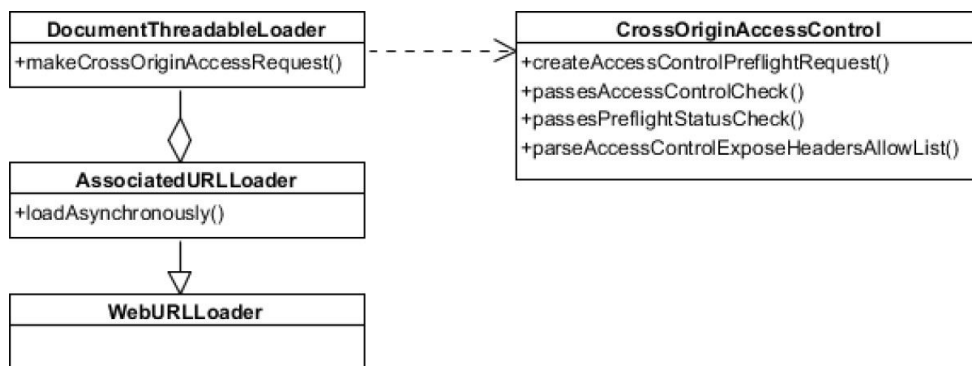 DocumentThreadableLoader
+makeCrossOriginAccessRequest()
CrossOriginAccessControl
+createAccessControlPreflightRequest()
+passesAccessControlCheck()
+passesPreflightStatusCheck()
+parseAccessControlExposeHeadersAllowList()
AssociatedURLLoader
+loadAsynchronously()
WebURLLoader